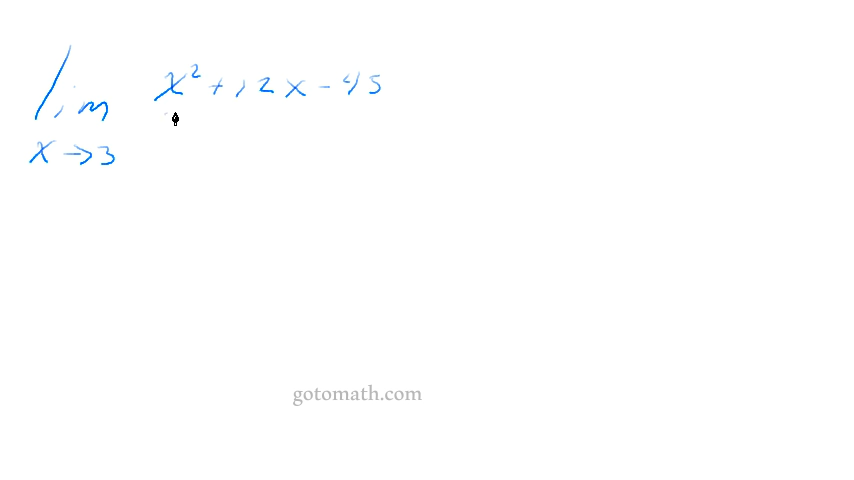 lim x² + 12x - 45
x → 3
gotomath.com